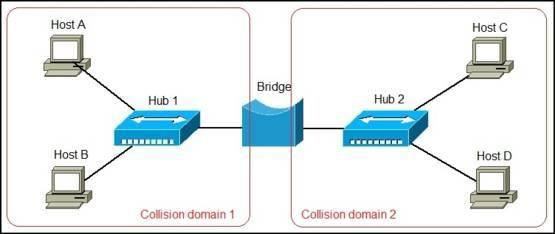 Host A
Host C
Bridge
Hub 1
Hub 2
Host B
Host D
Collision domain 1
Collision domain 2